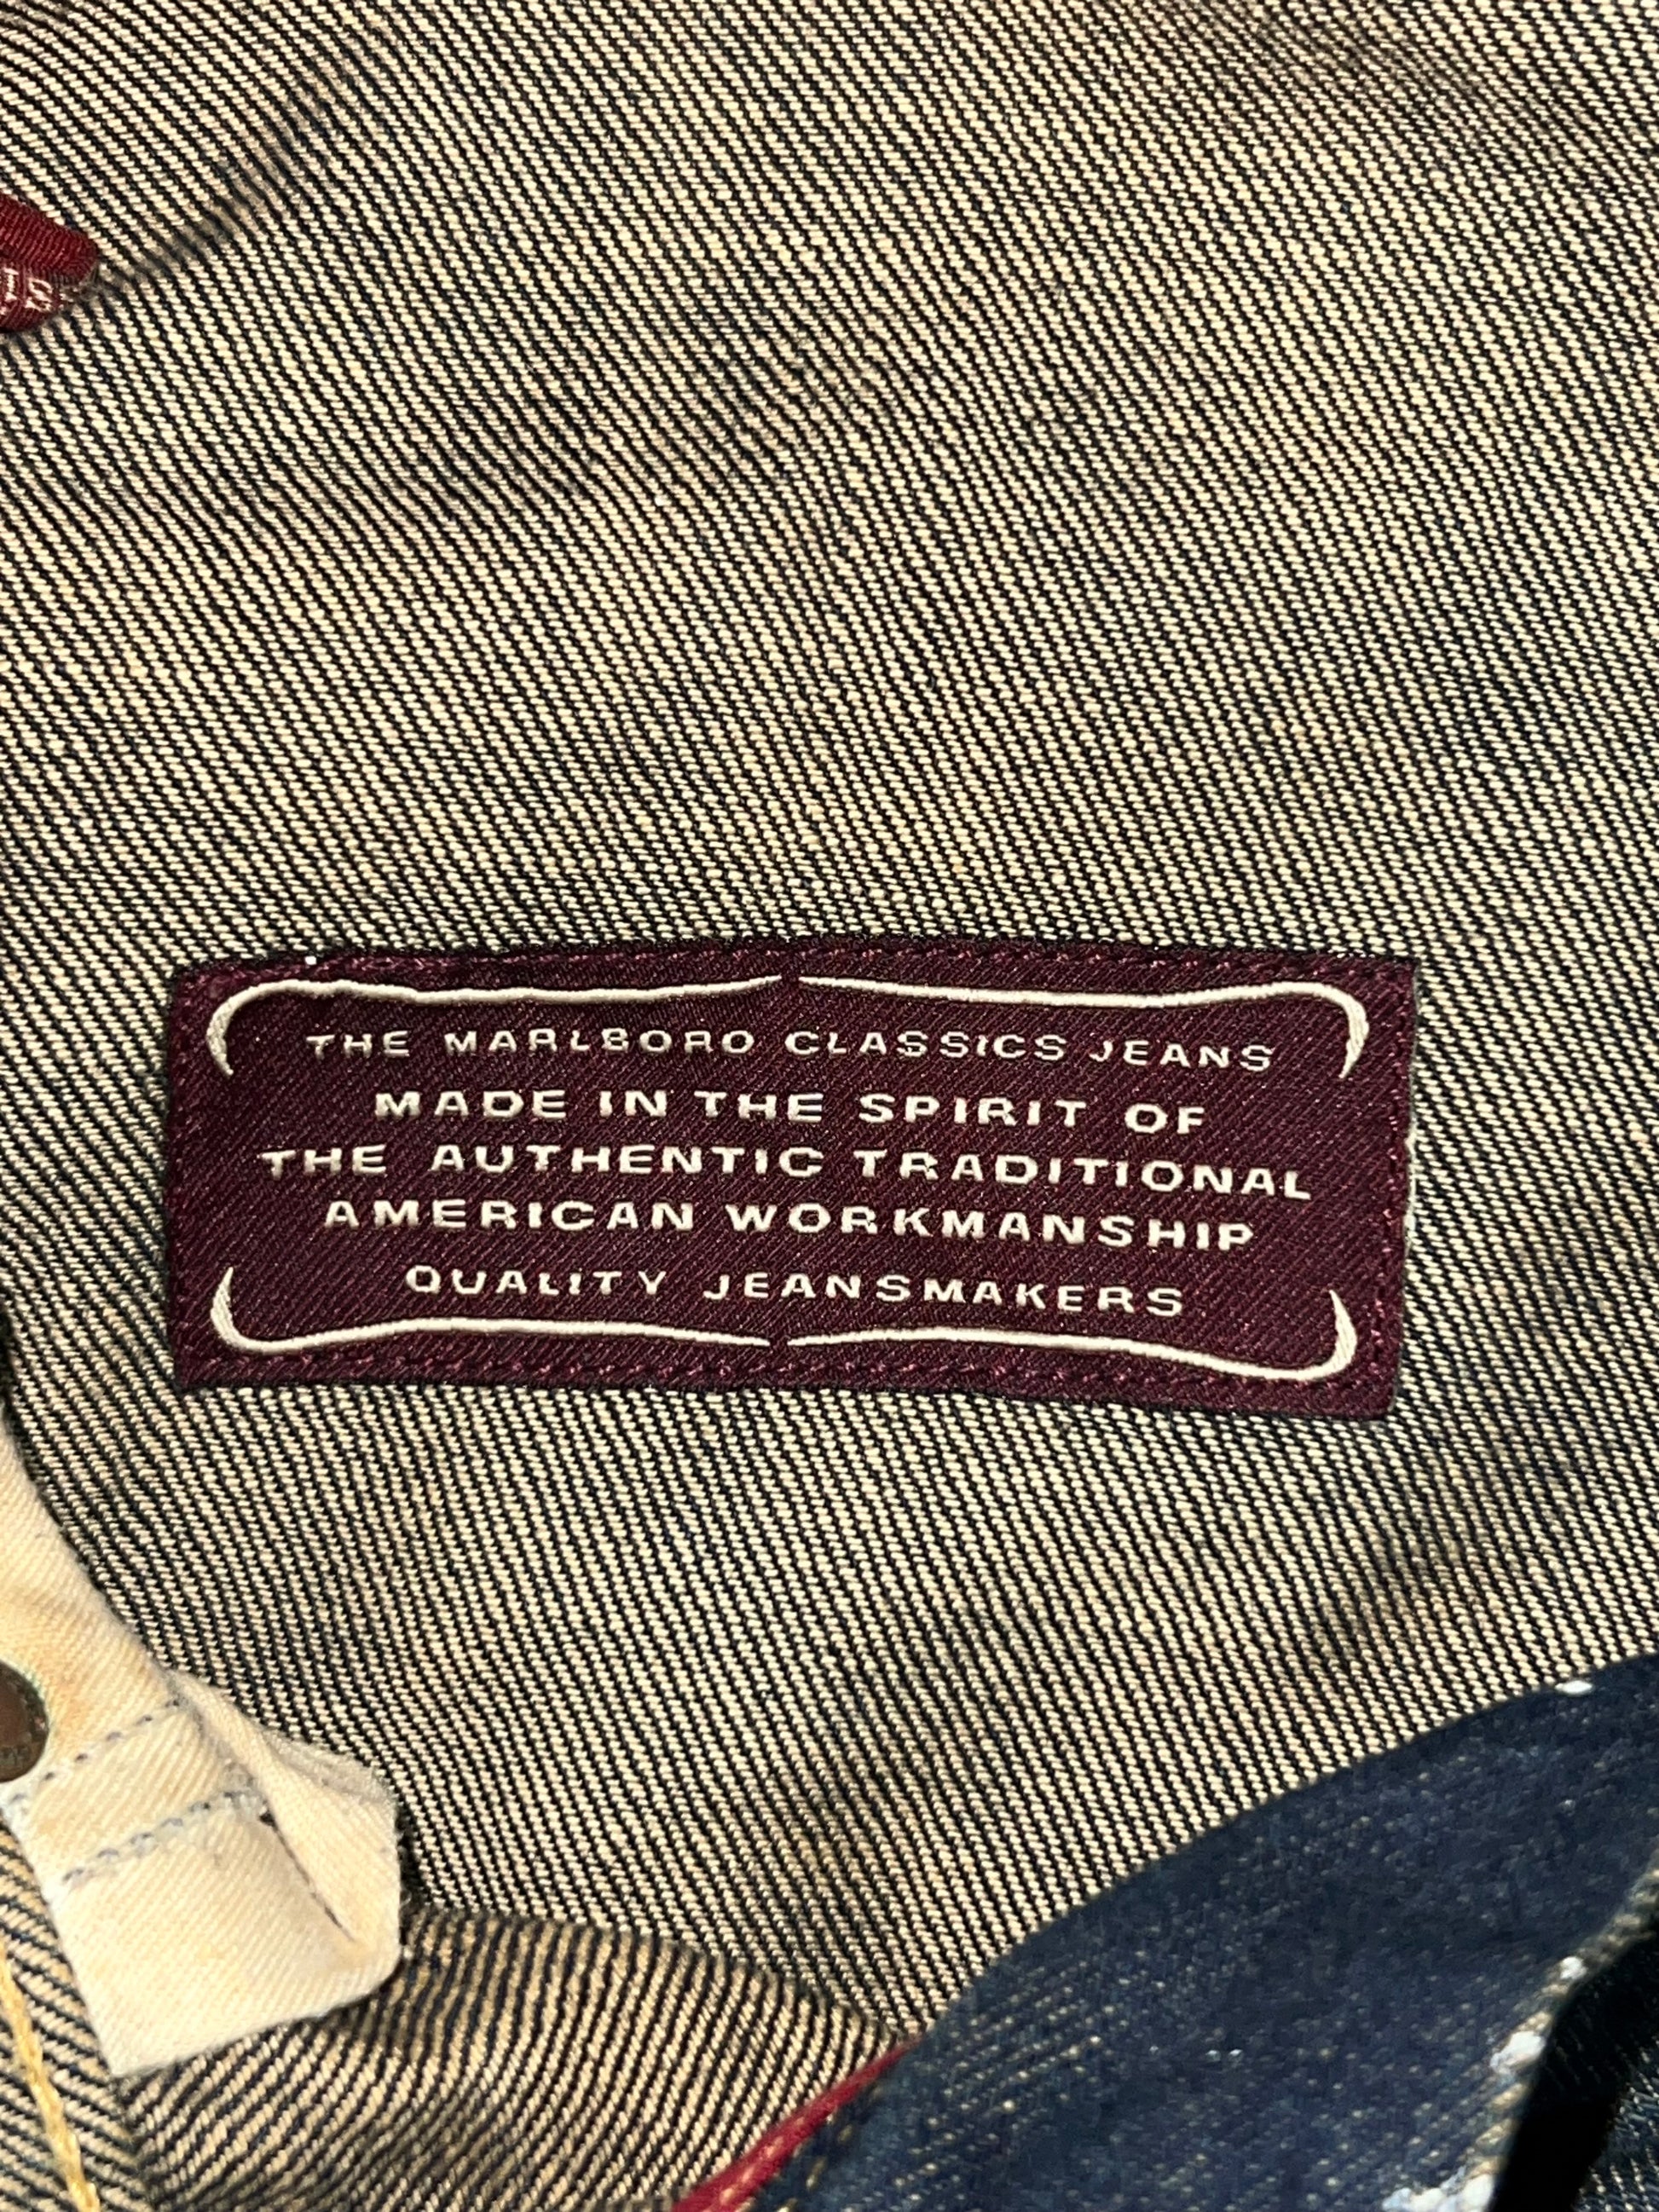 THE MARLBORO CLASSICS JEANS
MADE IN THE SPIRIT OF
THE AUTHENTIC TRADITIONAL
AMERICAN WORKMANSHIP
QUALITY JEANSMAKERS